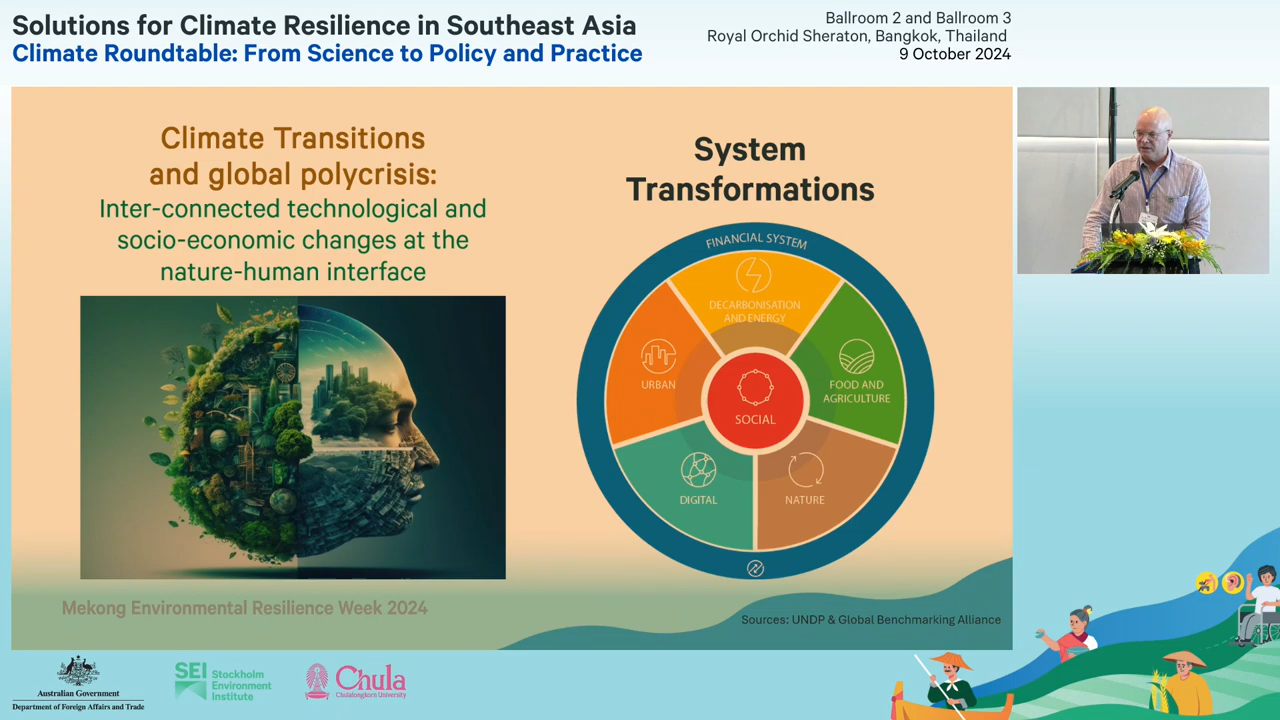 Solutions for Climate Resilience in Southeast Asia
Climate Roundtable: From Science to Policy and Practice
Ballroom 2 and Ballroom 3
Royal Orchid Sheraton, Bangkok, Thailand
9 October 2024
Climate Transitions
and global polycrisis:
Inter-connected technological and
socio-economic changes at the
nature-human interface
Mekong Environmental Resilience Week 2024
System
Transformations
FINANCIAL SYSTEM
DECARBONISATION
AND ENERGY
URBAN
FOOD AND
AGRICULTURE
SOCIAL
DIGITAL
NATURE
Sources: UNDP & Global Benchmarking Alliance
Australian Government
Department of Foreign Affairs and Trade
SEI
Stockholm
Environment
Institute
Chula
Chulalongkorn University